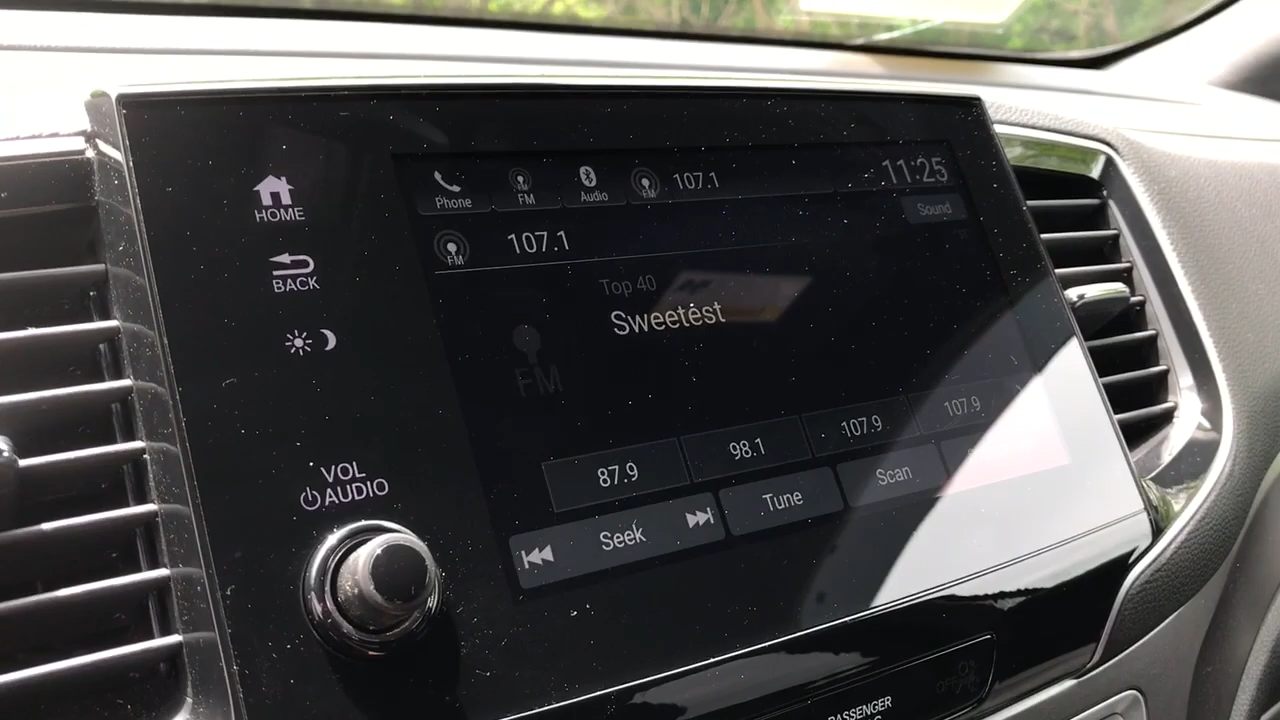 HOME
BACK
VOL
AUDIO
Phone
FM
Audio
FM
107.1
11:25
Sound
FM
107.1
Top 40
Sweetest
FM
87.9
98.1
107.9
107.9
Seek
Tune
Scan
PASSENGER